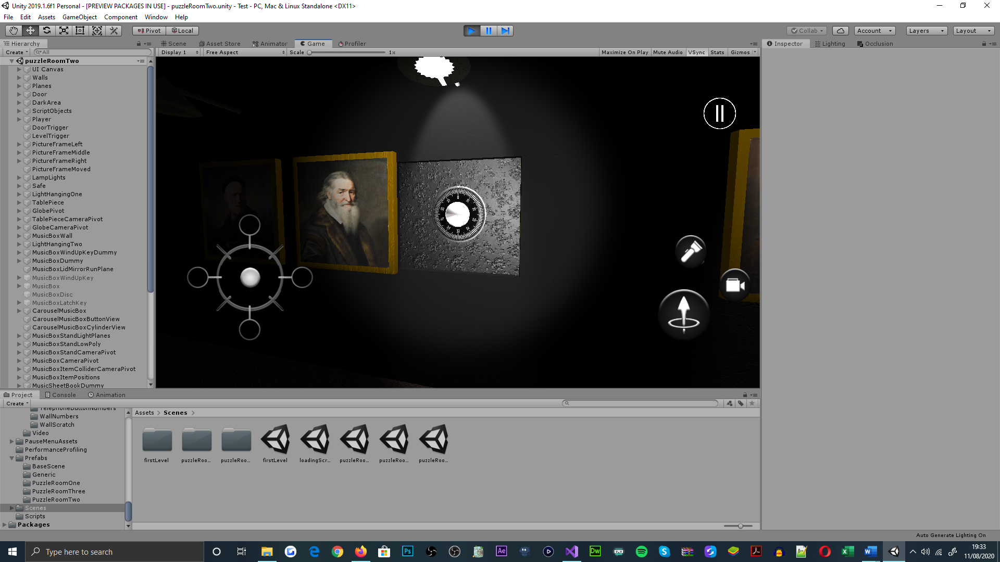 Unity 2019.1.6f1 Personal - [PREVIEW PACKAGES IN USE] - puzzleRoomTwo.unity - Test - PC, Mac & Linux Standalone <DX11>
File Edit Assets GameObject Component Window Help
Pivot Local Collab Account Layers Layout
Hierarchy Scene Asset Store Animator Game Profiler Inspector Lighting Occlusion
Create All Display 1 Free Aspect Scale 1x Maximize On Play Mute Audio VSync Stats Gizmos
puzzleRoomTwo
UI Canvas
Walls
Planes
Door
DarkArea
ScriptObjects
Player
DoorTrigger
LevelTrigger
PictureFrameLeft
PictureFrameMiddle
PictureFrameRight
PictureFrameMoved
LampLights
Safe
LightHangingOne
TablePiece
GlobePivot
TablePieceCameraPivot
GlobeCameraPivot
MusicBoxWall
LightHangingTwo
MusicBoxWindUpKeyDummy
MusicBoxDummy
MusicBoxLidMirrorRunPlane
MusicBoxWindUpKey
MusicBox
MusicBoxDisc
MusicBoxLatchKey
CarouselMusicBox
CarouselMusicBoxButtonView
CarouselMusicBoxCylinderView
MusicBoxStandLightPlanes
MusicBoxStandLowPoly
MusicBoxStandCameraPivot
MusicBoxCameraPivot
MusicBoxItemColliderCameraPivot
MusicBoxItemPositions
MusicSheetBookDummy
Project Console Animation
Create
TelephoneButtonNumbers
WallNumbers
WallScratch
Video
PauseMenuAssets
PerformanceProfiling
Prefabs
BaseScene
Generic
PuzzleRoomOne
PuzzleRoomThree
PuzzleRoomTwo
Scenes
Scripts
Packages
Assets > Scenes >
firstLevel puzzleRoo... puzzleRoo... firstLevel loadingScr... puzzleRoo... puzzleRoo... puzzleRoo...
Auto Generate Lighting On
Type here to search
Ps Ae Dw
19:33
11/08/2020